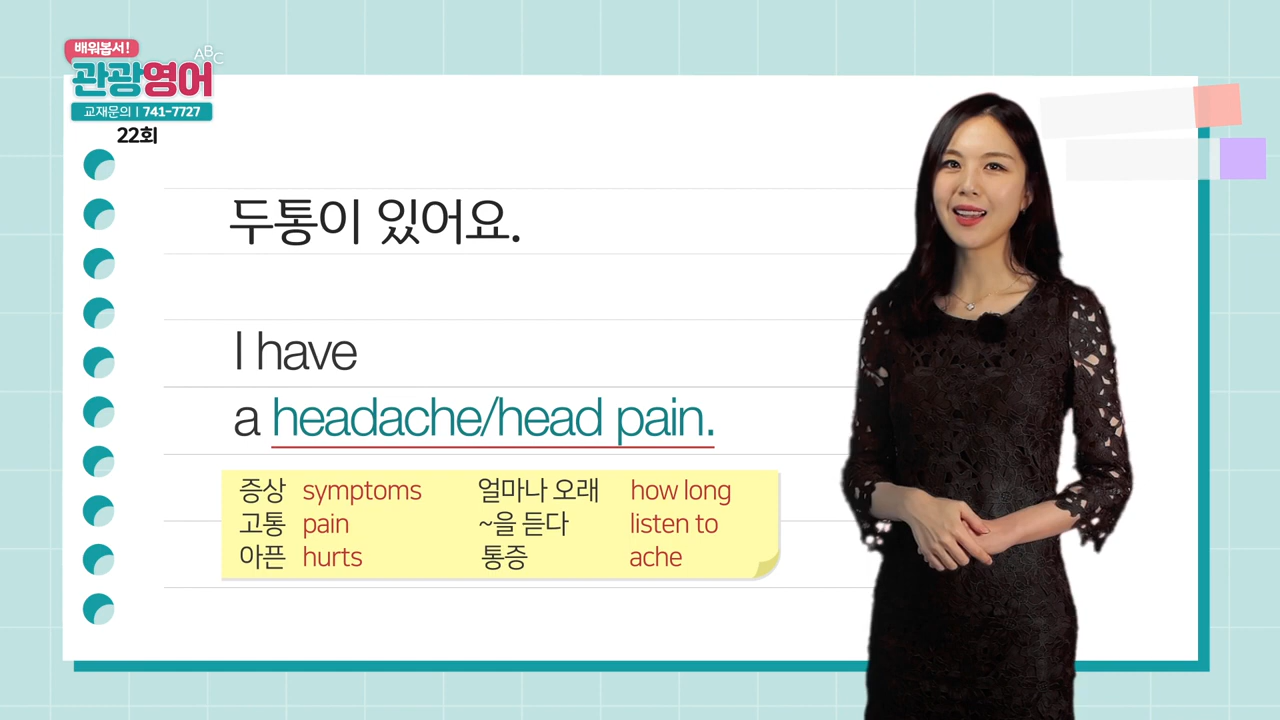 배워봅서!
ABC
관광영어
교재문의 | 741-7727
22회
두통이 있어요.
I have
a headache/head pain.
증상 symptoms 얼마나 오래 how long
고통 pain ~을 듣다 listen to
아픈 hurts 통증 ache